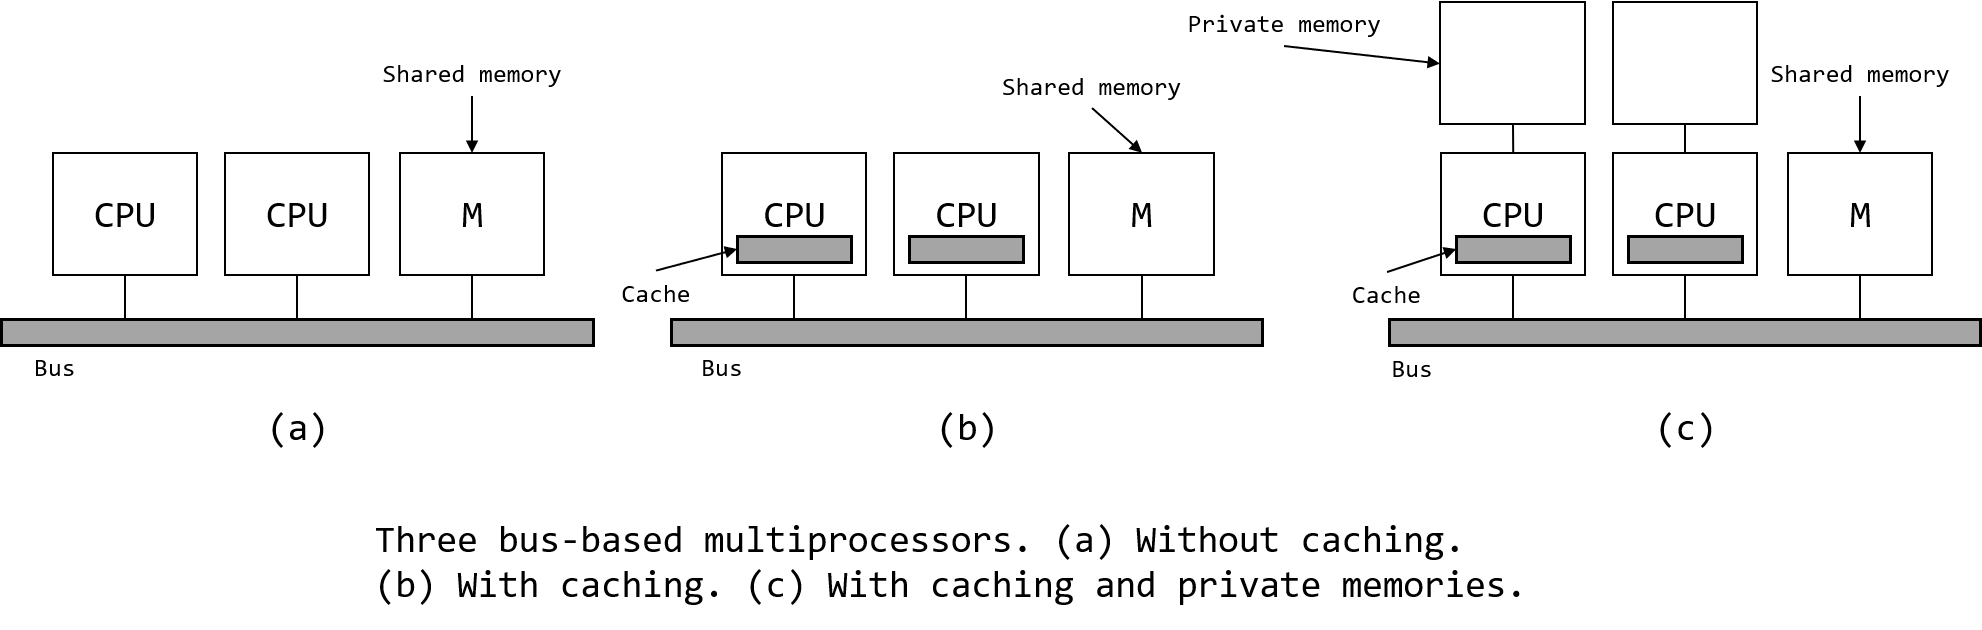 Shared memory
CPU
CPU
M
Bus
(a)
Shared memory
CPU
CPU
M
Cache
Bus
(b)
Private memory
Shared memory
CPU
CPU
M
Cache
Bus
(c)
Three bus-based multiprocessors. (a) Without caching.
(b) With caching. (c) With caching and private memories.